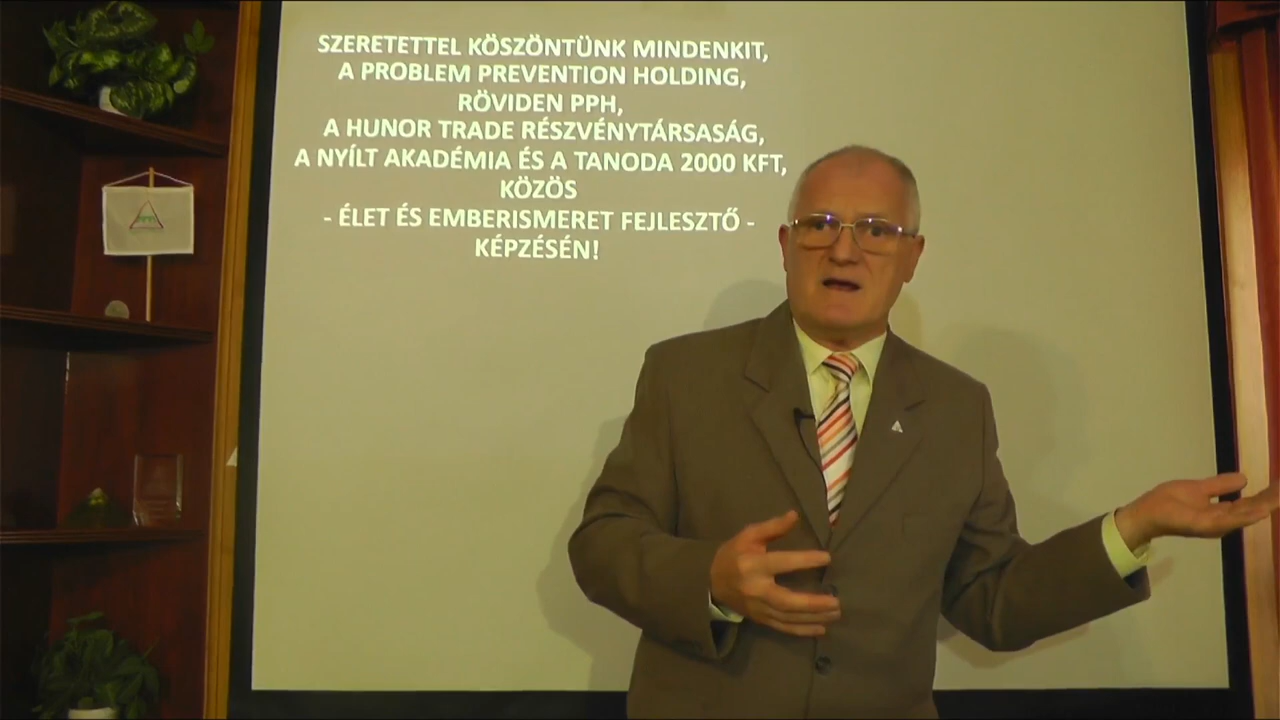 SZERETETTEL KÖSZÖNTÜNK MINDENKIT,
A PROBLEM PREVENTION HOLDING,
RÖVIDEN PPH,
A HUNOR TRADE RÉSZVÉNYTÁRSASÁG,
A NYÍLT AKADÉMIA ÉS A TANODA 2000 KFT,
KÖZÖS
- ÉLET ÉS EMBERISMERET FEJLESZTŐ -
KÉPZÉSÉN!